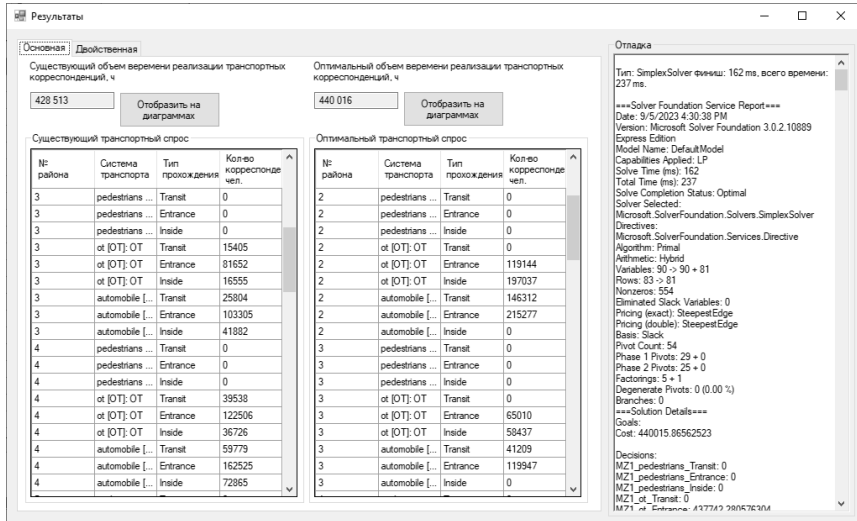 Результаты
Основная Двойственная
Существующий объем веремени реализации транспортных
корреспонденций, ч
428 513
Отобразить на
диаграммах
Существующий транспортный спрос
№ района Система транспорта Тип прохождения Кол-во корреспонде чел.
3 pedestrians ... Transit 0
3 pedestrians ... Entrance 0
3 pedestrians ... Inside 0
3 ot [OT]: OT Transit 15405
3 ot [OT]: OT Entrance 81652
3 ot [OT]: OT Inside 16555
3 automobile [... Transit 25804
3 automobile [... Entrance 103305
3 automobile [... Inside 41882
4 pedestrians ... Transit 0
4 pedestrians ... Entrance 0
4 pedestrians ... Inside 0
4 ot [OT]: OT Transit 39538
4 ot [OT]: OT Entrance 122506
4 ot [OT]: OT Inside 36726
4 automobile [... Transit 59779
4 automobile [... Entrance 162525
4 automobile [... Inside 72865
Оптимальный объем веремени реализации транспортных
корреспонденций, ч
440 016
Отобразить на
диаграммах
Оптимальный транспортный спрос
№ района Система транспорта Тип прохождения Кол-во корреспонде чел.
2 pedestrians ... Transit 0
2 pedestrians ... Entrance 0
2 pedestrians ... Inside 0
2 ot [OT]: OT Transit 0
2 ot [OT]: OT Entrance 119144
2 ot [OT]: OT Inside 197037
2 automobile [... Transit 146312
2 automobile [... Entrance 215277
2 automobile [... Inside 0
3 pedestrians ... Transit 0
3 pedestrians ... Entrance 0
3 pedestrians ... Inside 0
3 ot [OT]: OT Transit 0
3 ot [OT]: OT Entrance 65010
3 ot [OT]: OT Inside 58437
3 automobile [... Transit 41209
3 automobile [... Entrance 119947
3 automobile [... Inside 0
Отладка
Тип: SimplexSolver финиш: 162 ms, всего времени:
237 ms.
===Solver Foundation Service Report===
Date: 9/5/2023 4:30:38 PM
Version: Microsoft Solver Foundation 3.0.2.10889
Express Edition
Model Name: DefaultModel
Capabilities Applied: LP
Solve Time (ms): 162
Total Time (ms): 237
Solve Completion Status: Optimal
Solver Selected:
Microsoft.SolverFoundation.Solvers.SimplexSolver
Directives:
Microsoft.SolverFoundation.Services.Directive
Algorithm: Primal
Arithmetic: Hybrid
Variables: 90 -> 90 + 81
Rows: 83 -> 81
Nonzeros: 554
Eliminated Slack Variables: 0
Pricing (exact): SteepestEdge
Pricing (double): SteepestEdge
Basis: Slack
Pivot Count: 54
Phase 1 Pivots: 29 + 0
Phase 2 Pivots: 25 + 0
Factorings: 5 + 1
Degenerate Pivots: 0 (0.00 %)
Branches: 0
===Solution Details===
Goals:
Cost: 440015.86562523
Decisions:
MZ1_pedestrians_Transit: 0
MZ1_pedestrians_Entrance: 0
MZ1_pedestrians_Inside: 0
MZ1_ot_Transit: 0
MZ1_ot_Entrance: 437742.280576304